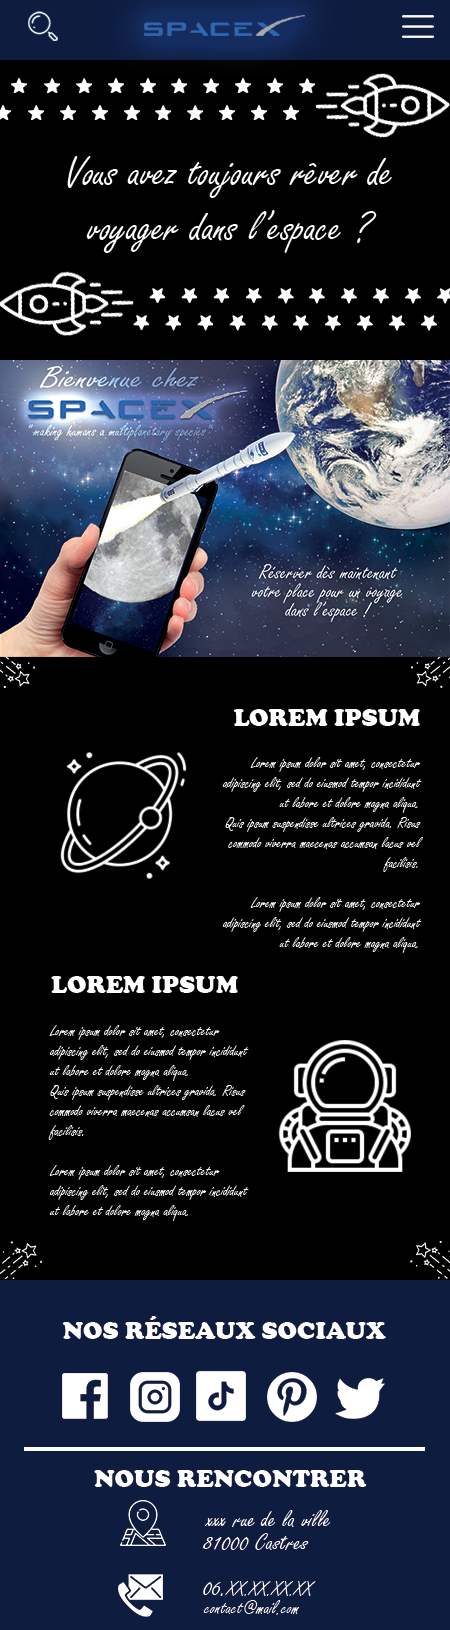 SPACEX
Vous avez toujours rêver de
voyager dans l'espace ?
Bienvenue chez
SPACEX
"making humans a multiplanetary species"
Réserver dès maintenant
votre place pour un voyage
dans l'espace !
LOREM IPSUM
Lorem ipsum dolor sit amet, consectetur
adipiscing elit, sed do eiusmod tempor incididunt
ut labore et dolore magna aliqua.
Quis ipsum suspendisse ultrices gravida. Risus
commodo viverra maecenas accumsan lacus vel
facilisis.
Lorem ipsum dolor sit amet, consectetur
adipiscing elit, sed do eiusmod tempor incididunt
ut labore et dolore magna aliqua.
LOREM IPSUM
Lorem ipsum dolor sit amet, consectetur
adipiscing elit, sed do eiusmod tempor incididunt
ut labore et dolore magna aliqua.
Quis ipsum suspendisse ultrices gravida. Risus
commodo viverra maecenas accumsan lacus vel
facilisis.
Lorem ipsum dolor sit amet, consectetur
adipiscing elit, sed do eiusmod tempor incididunt
ut labore et dolore magna aliqua.
NOS RÉSEAUX SOCIAUX
NOUS RENCONTRER
xxx rue de la ville
81000 Castres
06.XX.XX.XX.XX
contact@mail.com